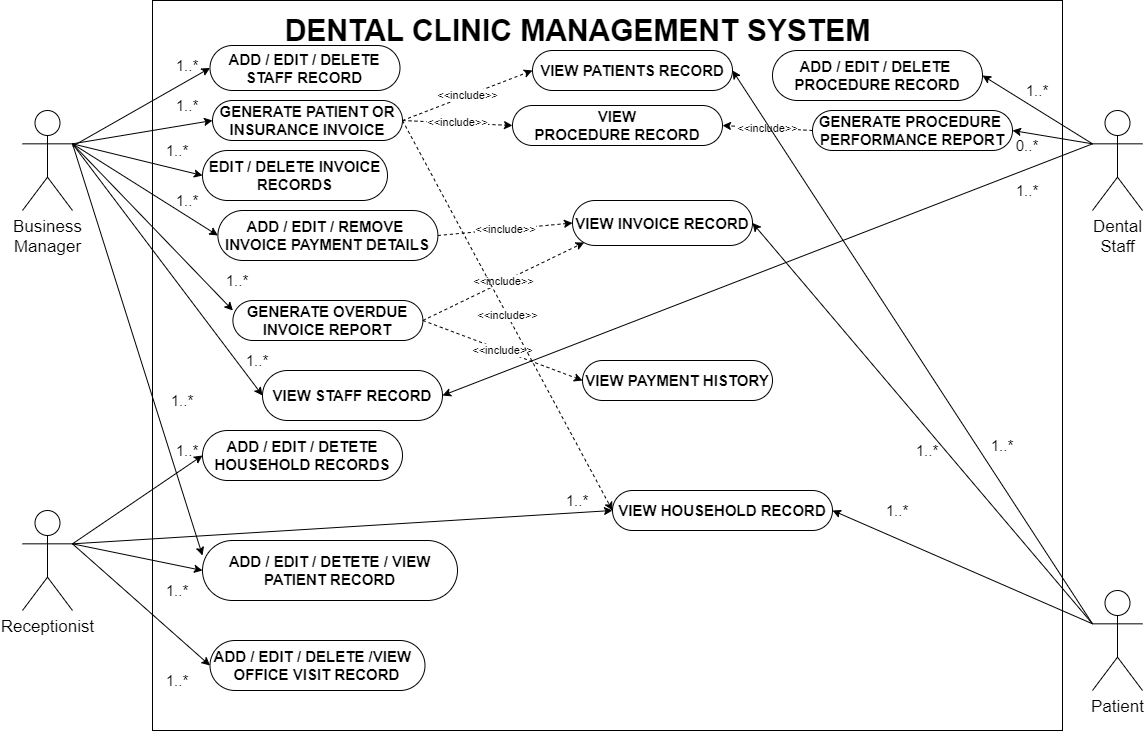 DENTAL CLINIC MANAGEMENT SYSTEM
Business
Manager
Receptionist
Dental
Staff
Patient
1..*
ADD / EDIT / DELETE
STAFF RECORD
1..*
GENERATE PATIENT OR
INSURANCE INVOICE
1..*
EDIT / DELETE INVOICE
RECORDS
1..*
ADD / EDIT / REMOVE
INVOICE PAYMENT DETAILS
1..*
GENERATE OVERDUE
INVOICE REPORT
1..*
VIEW STAFF RECORD
1..*
1..*
ADD / EDIT / DETETE
HOUSEHOLD RECORDS
ADD / EDIT / DETETE / VIEW
PATIENT RECORD
1..*
ADD / EDIT / DELETE /VIEW
OFFICE VISIT RECORD
1..*
<<include>>
<<include>>
<<include>>
<<include>>
<<include>>
<<include>>
<<include>>
VIEW PATIENTS RECORD
VIEW
PROCEDURE RECORD
VIEW INVOICE RECORD
VIEW PAYMENT HISTORY
1..*
VIEW HOUSEHOLD RECORD
ADD / EDIT / DELETE
PROCEDURE RECORD
1..*
GENERATE PROCEDURE
PERFORMANCE REPORT
0..*
1..*
1..*
1..*
1..*